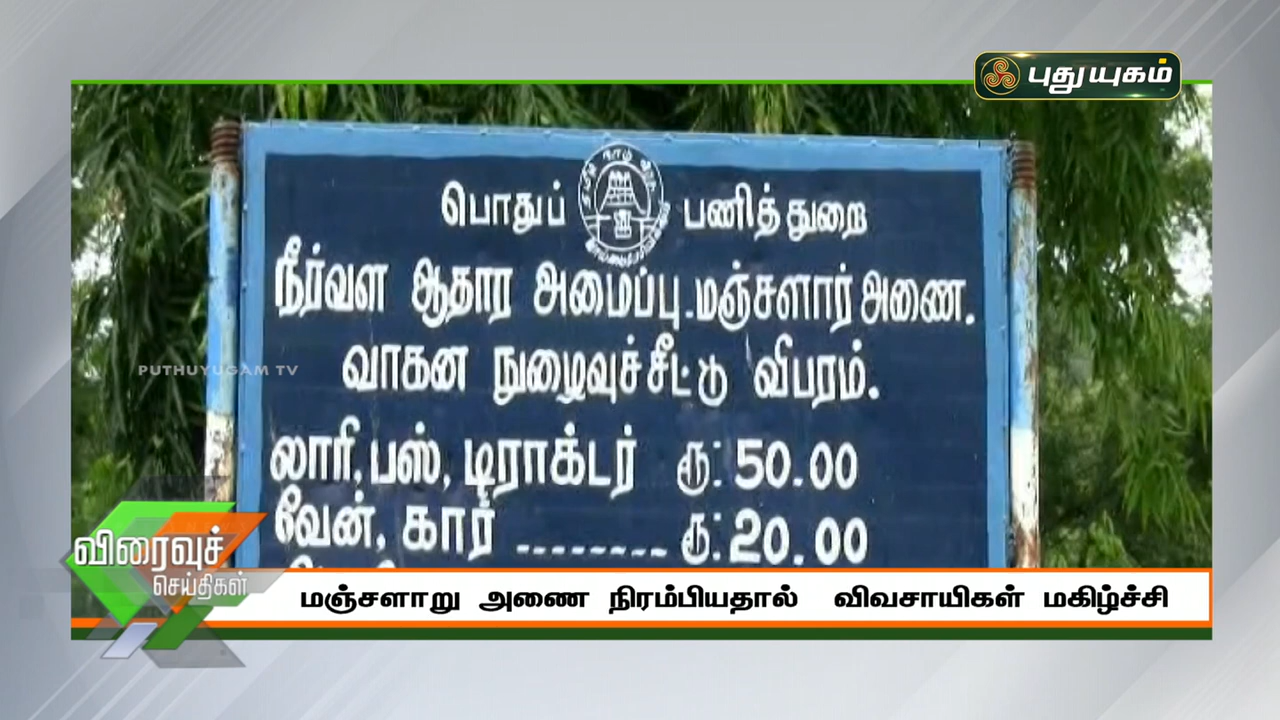 புதுயுகம்
பொதுப் பணித்துறை
நீர்வள ஆதார அமைப்பு-மஞ்சளார் அணை.
வாகன நுழைவுச்சீட்டு விபரம்.
PUTHUYUGAM TV
லாரி, பஸ், டிராக்டர் ரூ: 50.00
வேன், கார் -------- ரூ: 20.00
விரைவுச்
செய்திகள்
மஞ்சளாறு அணை நிரம்பியதால் விவசாயிகள் மகிழ்ச்சி